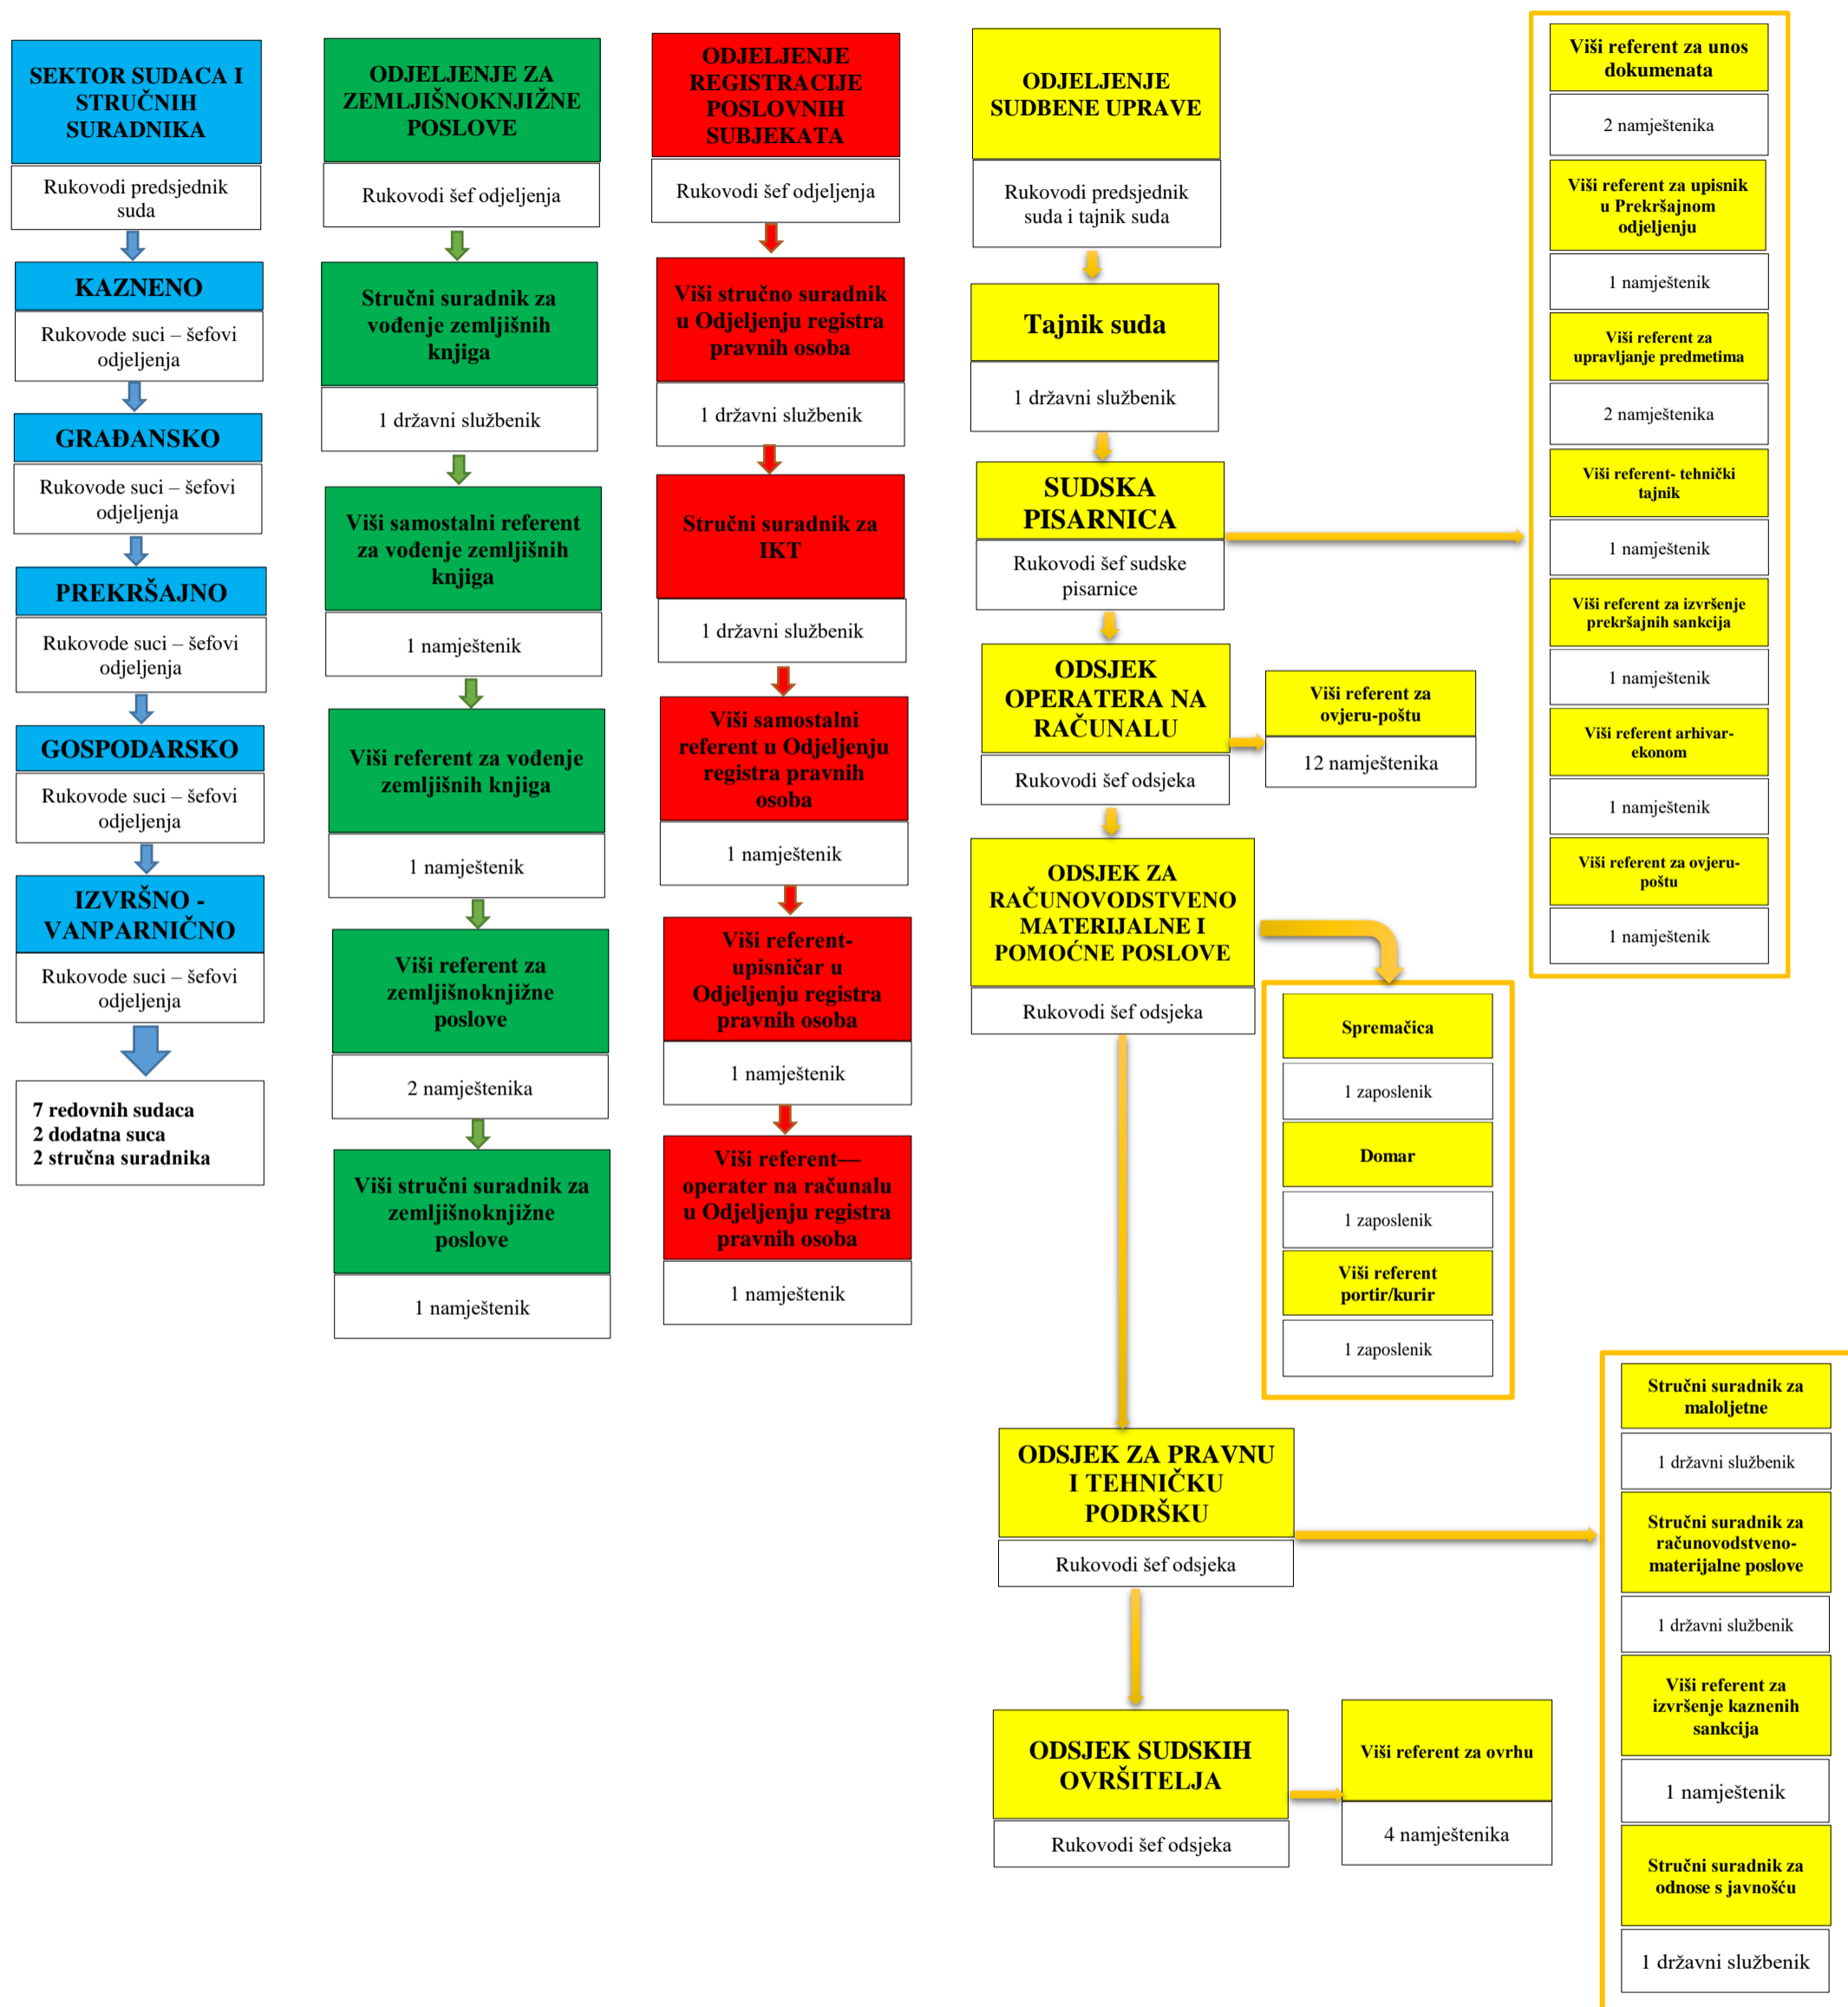 SEKTOR SUDACA I
STRUČNIH
SURADNIKA
Rukovodi predsjednik
suda
KAZNENO
Rukovode suci – šefovi
odjeljenja
GRAĐANSKO
Rukovode suci – šefovi
odjeljenja
PREKRŠAJNO
Rukovode suci – šefovi
odjeljenja
GOSPODARSKO
Rukovode suci – šefovi
odjeljenja
IZVRŠNO -
VANPARNIČNO
Rukovode suci – šefovi
odjeljenja
7 redovnih sudaca
2 dodatna suca
2 stručna suradnika
ODJELJENJE ZA
ZEMLJIŠNOKNJIŽNE
POSLOVE
Rukovodi šef odjeljenja
Stručni suradnik za
vođenje zemljišnih
knjiga
1 državni službenik
Viši samostalni referent
za vođenje zemljišnih
knjiga
1 namještenik
Viši referent za vođenje
zemljišnih knjiga
1 namještenik
Viši referent za
zemljišnoknjižne
poslove
2 namještenika
Viši stručni suradnik za
zemljišnoknjižne
poslove
1 namještenik
ODJELJENJE
REGISTRACIJE
POSLOVNIH
SUBJEKATA
Rukovodi šef odjeljenja
Viši stručno suradnik
u Odjeljenju registra
pravnih osoba
1 državni službenik
Stručni suradnik za
IKT
1 državni službenik
Viši samostalni
referent u Odjeljenju
registra pravnih
osoba
1 namještenik
Viši referent-
upisničar u
Odjeljenju registra
pravnih osoba
1 namještenik
Viši referent—
operater na računalu
u Odjeljenju registra
pravnih osoba
1 namještenik
ODJELJENJE
SUDBENE UPRAVE
Rukovodi predsjednik
suda i tajnik suda
Tajnik suda
1 državni službenik
SUDSKA
PISARNICA
Rukovodi šef sudske
pisarnice
ODSJEK
OPERATERA NA
RAČUNALU
Rukovodi šef odsjeka
Viši referent za
ovjeru-poštu
12 namještenika
ODSJEK ZA
RAČUNOVODSTVENO
MATERIJALNE I
POMOĆNE POSLOVE
Rukovodi šef odsjeka
ODSJEK ZA PRAVNU
I TEHNIČKU
PODRŠKU
Rukovodi šef odsjeka
ODSJEK SUDSKIH
OVRŠITELJA
Rukovodi šef odsjeka
Viši referent za ovrhu
4 namještenika
Viši referent za unos
dokumenata
2 namještenika
Viši referent za upisnik
u Prekršajnom
odjeljenju
1 namještenik
Viši referent za
upravljanje predmetima
2 namještenika
Viši referent- tehnički
tajnik
1 namještenik
Viši referent za izvršenje
prekršajnih sankcija
1 namještenik
Viši referent arhivar-
ekonom
1 namještenik
Viši referent za ovjeru-
poštu
1 namještenik
Spremačica
1 zaposlenik
Domar
1 zaposlenik
Viši referent
portir/kurir
1 zaposlenik
Stručni suradnik za
maloljetne
1 državni službenik
Stručni suradnik za
računovodstveno-
materijalne poslove
1 državni službenik
Viši referent za
izvršenje kaznenih
sankcija
1 namještenik
Stručni suradnik za
odnose s javnošću
1 državni službenik